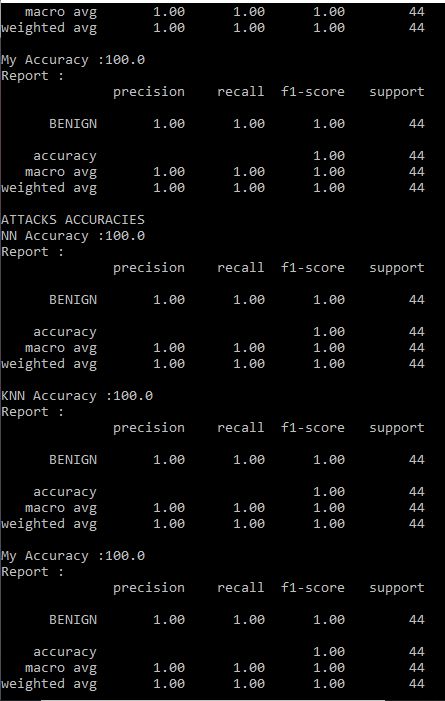 macro avg 1.00 1.00 1.00 44
weighted avg 1.00 1.00 1.00 44
My Accuracy :100.0
Report :
precision recall f1-score support
BENIGN 1.00 1.00 1.00 44
accuracy 1.00 44
macro avg 1.00 1.00 1.00 44
weighted avg 1.00 1.00 1.00 44
ATTACKS ACCURACIES
NN Accuracy :100.0
Report :
precision recall f1-score support
BENIGN 1.00 1.00 1.00 44
accuracy 1.00 44
macro avg 1.00 1.00 1.00 44
weighted avg 1.00 1.00 1.00 44
KNN Accuracy :100.0
Report :
precision recall f1-score support
BENIGN 1.00 1.00 1.00 44
accuracy 1.00 44
macro avg 1.00 1.00 1.00 44
weighted avg 1.00 1.00 1.00 44
My Accuracy :100.0
Report :
precision recall f1-score support
BENIGN 1.00 1.00 1.00 44
accuracy 1.00 44
macro avg 1.00 1.00 1.00 44
weighted avg 1.00 1.00 1.00 44